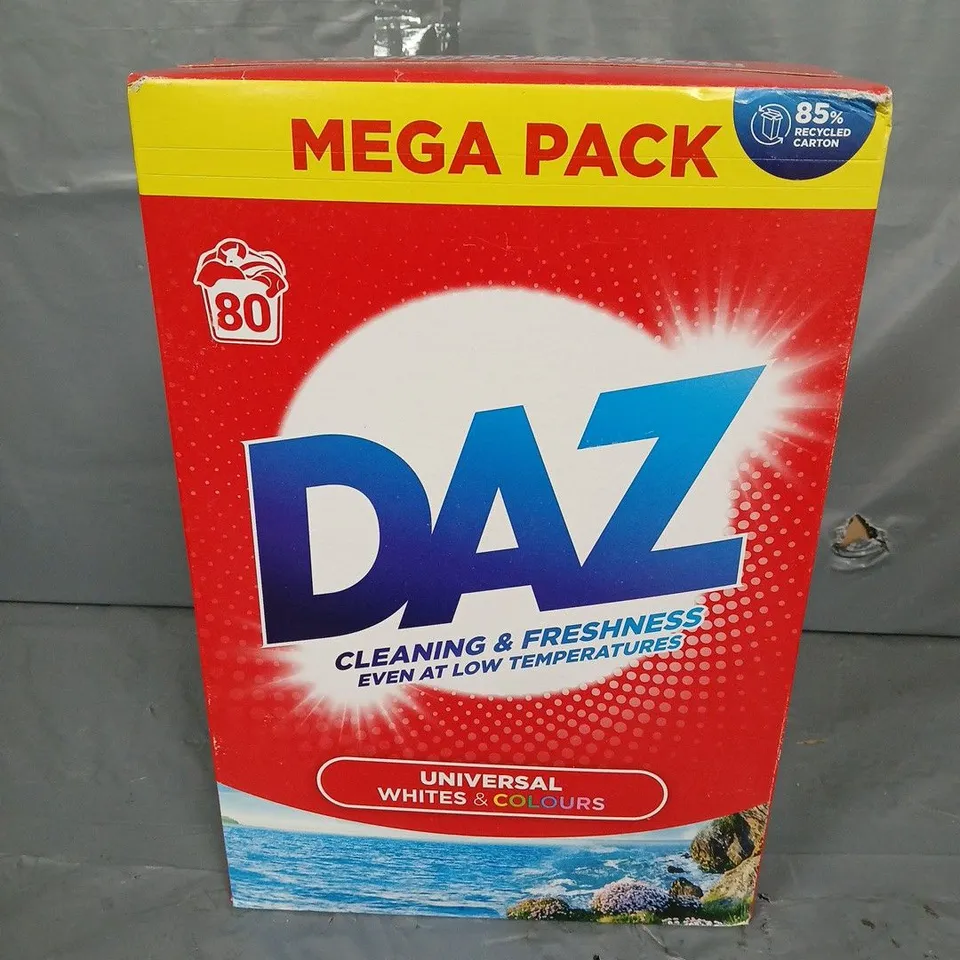 MEGA PACK
85%
RECYCLED
CARTON
80
DAZ
CLEANING & FRESHNESS
EVEN AT LOW TEMPERATURES
UNIVERSAL
WHITES & COLOURS